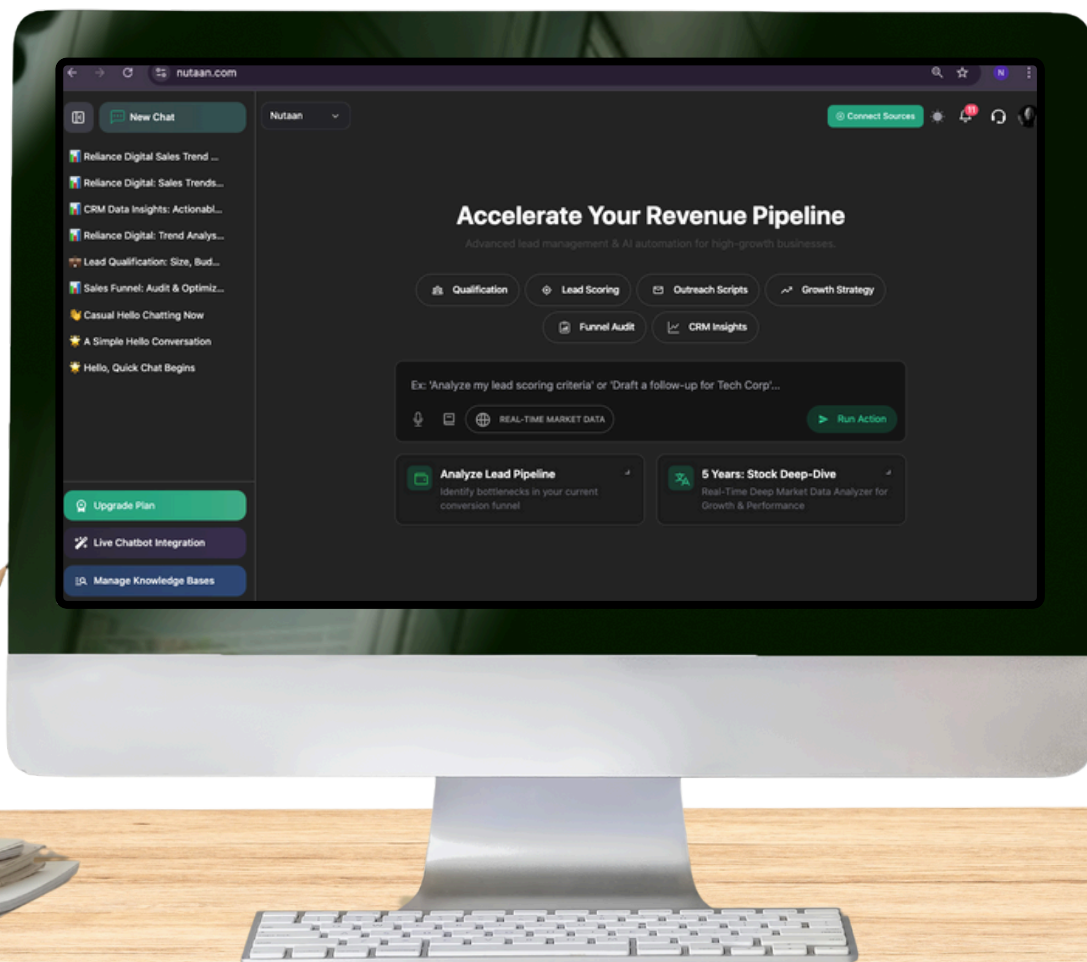 nutaan.com
N
New Chat
Nutaan
Connect Sources
11
Reliance Digital Sales Trend ...
Reliance Digital: Sales Trends...
CRM Data Insights: Actionabl...
Reliance Digital: Trend Analys...
Lead Qualification: Size, Bud...
Sales Funnel: Audit & Optimiz...
Casual Hello Chatting Now
A Simple Hello Conversation
Hello, Quick Chat Begins
Accelerate Your Revenue Pipeline
Advanced lead management & AI automation for high-growth businesses.
Qualification
Lead Scoring
Outreach Scripts
Growth Strategy
Funnel Audit
CRM Insights
Ex: 'Analyze my lead scoring criteria' or 'Draft a follow-up for Tech Corp'...
REAL-TIME MARKET DATA
Run Action
Analyze Lead Pipeline
Identify bottlenecks in your current
conversion funnel
5 Years: Stock Deep-Dive
Real-Time Deep Market Data Analyzer for
Growth & Performance
Upgrade Plan
Live Chatbot Integration
Manage Knowledge Bases